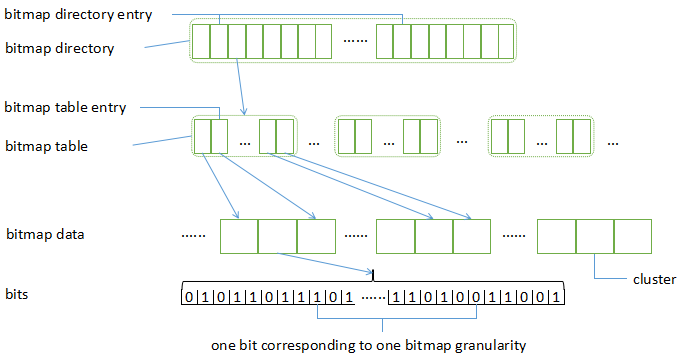 bitmap directory entry
bitmap directory ......
bitmap table entry
bitmap table ... ... ... ... ... ...
bitmap data ...... ...... ......
cluster
bits 0|1|0|1|1|0|1|1|1|1|0|1 ...... 1|1|0|1|0|0|1|1|0|0|1
one bit corresponding to one bitmap granularity